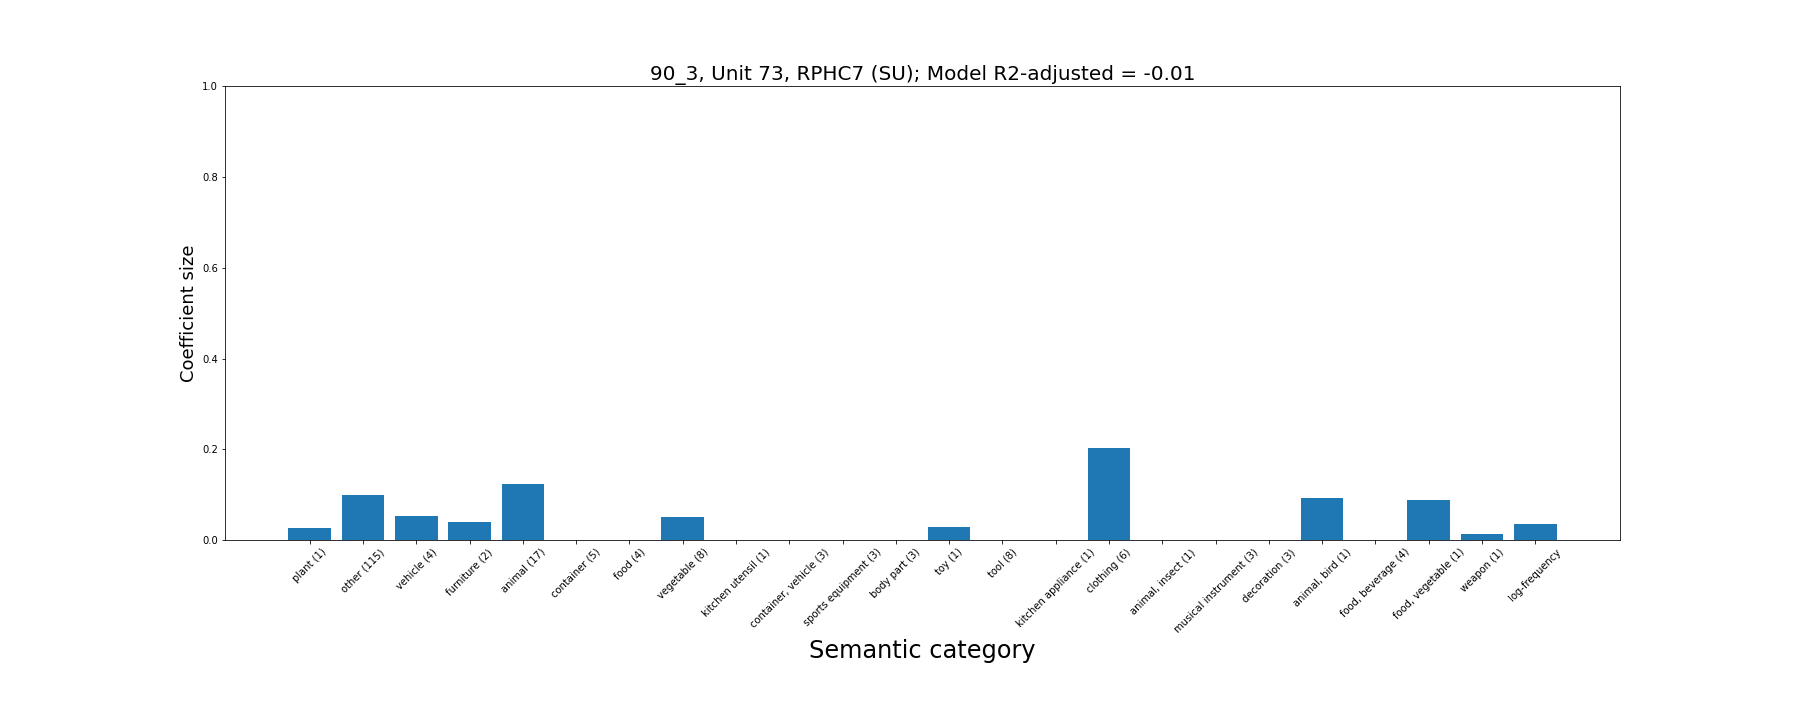 90_3, Unit 73, RPHC7 (SU); Model R2-adjusted = -0.01
Coefficient size
1.0
0.8
0.6
0.4
0.2
0.0
plant (1)
other (115)
vehicle (4)
furniture (2)
animal (17)
container (5)
food (4)
vegetable (8)
kitchen utensil (1)
container, vehicle (3)
sports equipment (3)
body part (3)
toy (1)
tool (8)
kitchen appliance (1)
clothing (6)
animal, insect (1)
musical instrument (3)
decoration (3)
animal, bird (1)
food, beverage (4)
food, vegetable (1)
weapon (1)
log-frequency
Semantic category